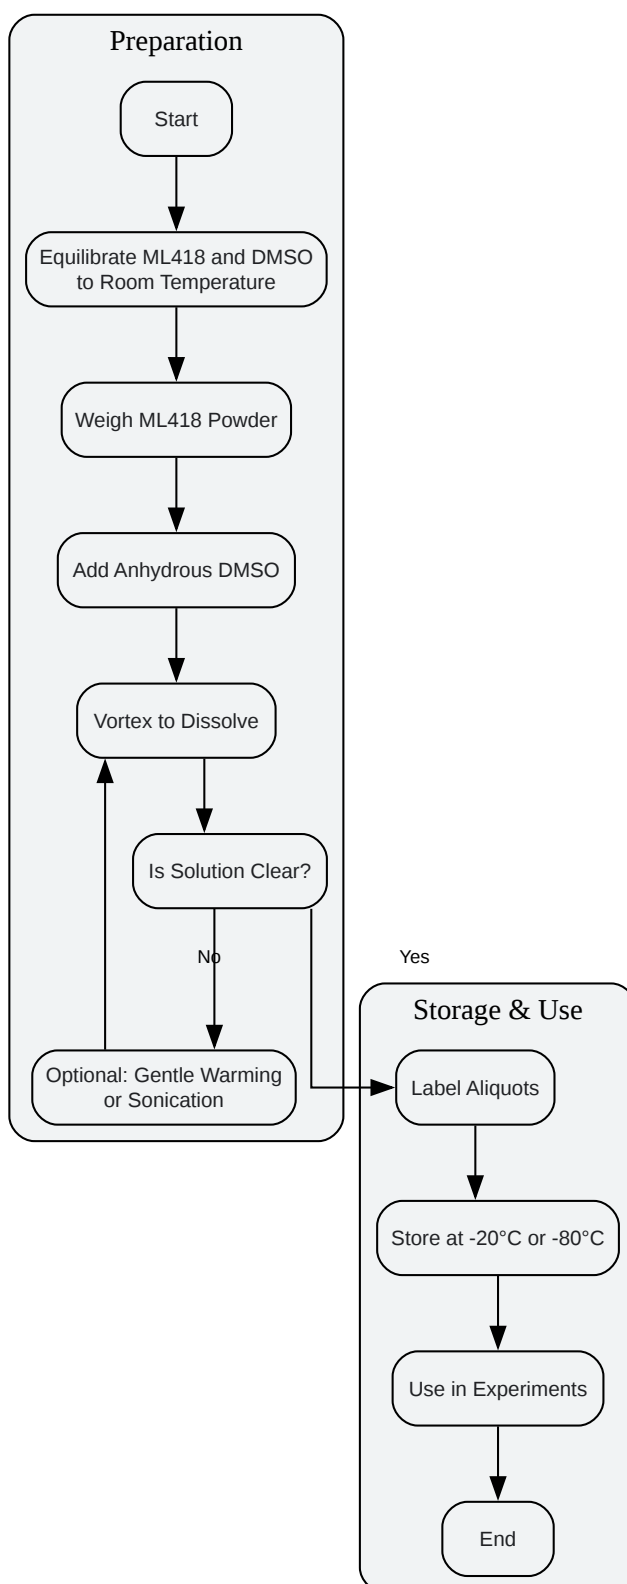 Preparation
Start
Equilibrate ML418 and DMSO
to Room Temperature
Weigh ML418 Powder
Add Anhydrous DMSO
Vortex to Dissolve
Is Solution Clear?
No
Yes
Optional: Gentle Warming
or Sonication
Storage & Use
Label Aliquots
Store at -20°C or -80°C
Use in Experiments
End